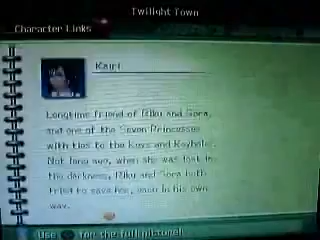 Twilight Town
Character Links
Kairi
Longtime friend of Riku and Sora,
and one of the Seven Princesses
with ties to the Keys and Keyhole.
Not long ago, when she was lost in
the darkness, Riku and Sora both
tried to save her, each in his own
way.
Use for the full picture!